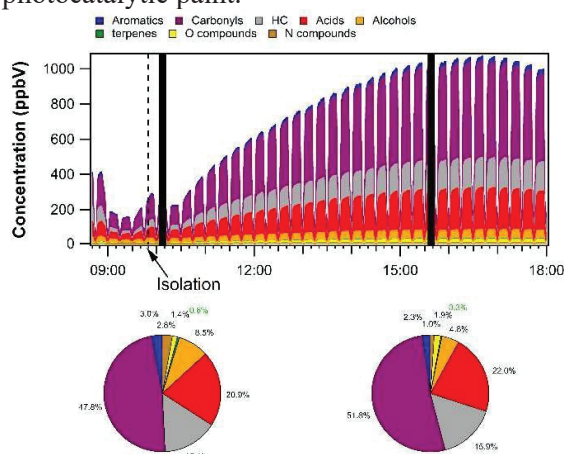 photocatalytic paint.
Aromatics Carbonyls HC Acids Alcohols
terpenes O compounds N compounds
Concentration (ppbV)
1000
800
600
400
200
0
09:00 12:00 15:00 18:00
Isolation
3.0% 2.6% 1.4% 0.6% 8.5%
47.8% 20.9%
2.3% 1.0% 1.9% 0.3% 4.8%
51.8% 22.0%
15.9%